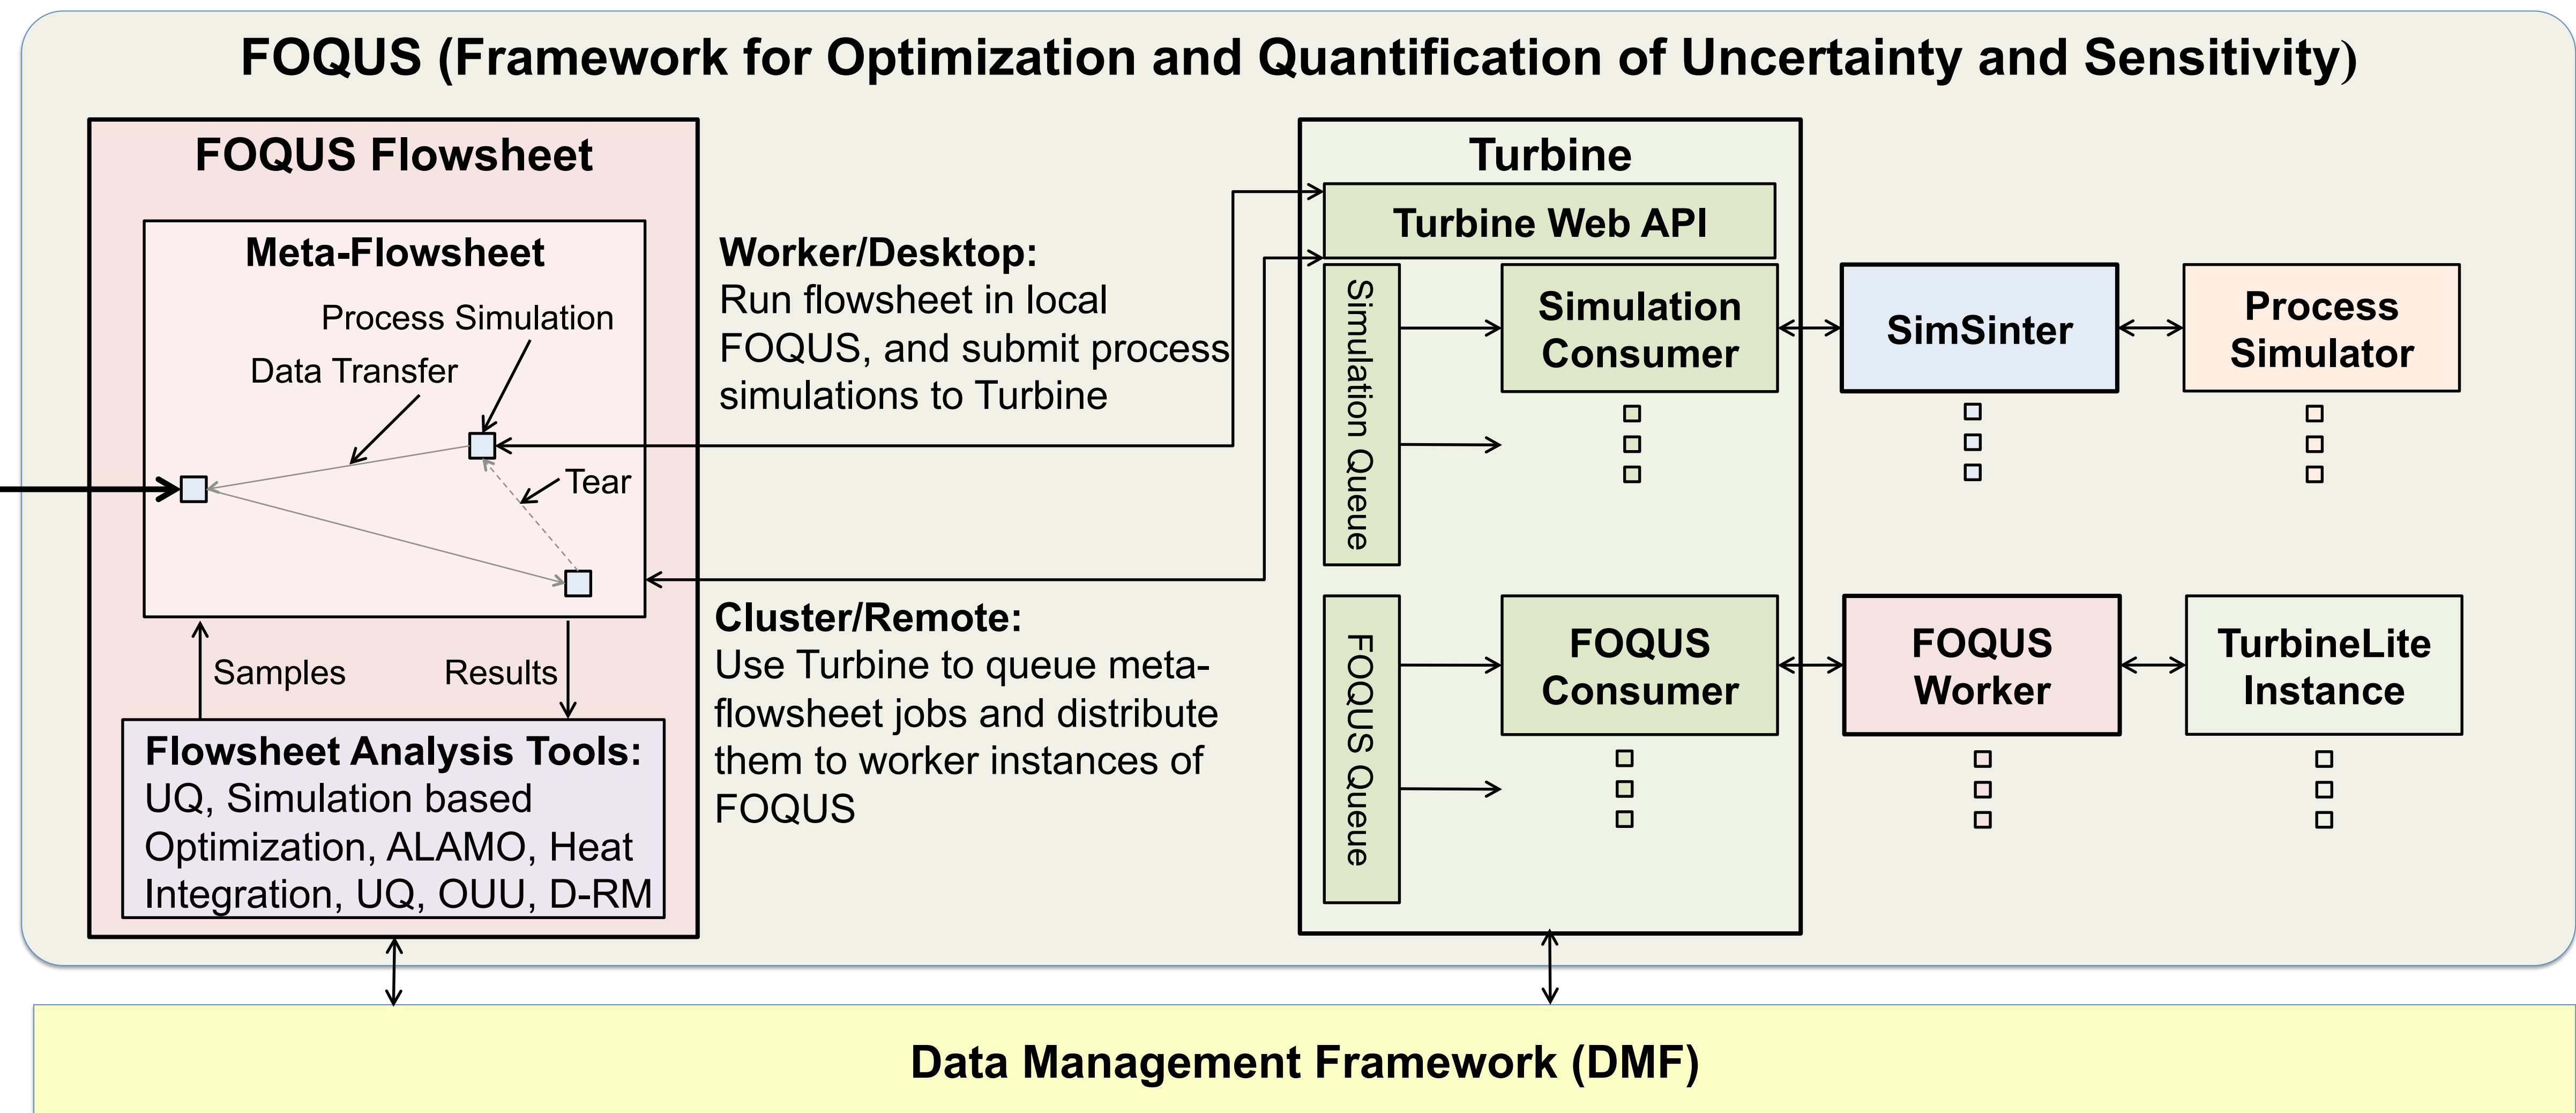 FOQUS (Framework for Optimization and Quantification of Uncertainty and Sensitivity)
FOQUS Flowsheet
Meta-Flowsheet
Process Simulation
Data Transfer
Tear
Samples
Results
Flowsheet Analysis Tools:
UQ, Simulation based
Optimization, ALAMO, Heat
Integration, UQ, OUU, D-RM
Worker/Desktop:
Run flowsheet in local
FOQUS, and submit process
simulations to Turbine
Cluster/Remote:
Use Turbine to queue meta-
flowsheet jobs and distribute
them to worker instances of
FOQUS
Turbine
Turbine Web API
Simulation Queue
Simulation
Consumer
SimSinter
Process
Simulator
FOQUS Queue
FOQUS
Consumer
FOQUS
Worker
TurbineLite
Instance
Data Management Framework (DMF)